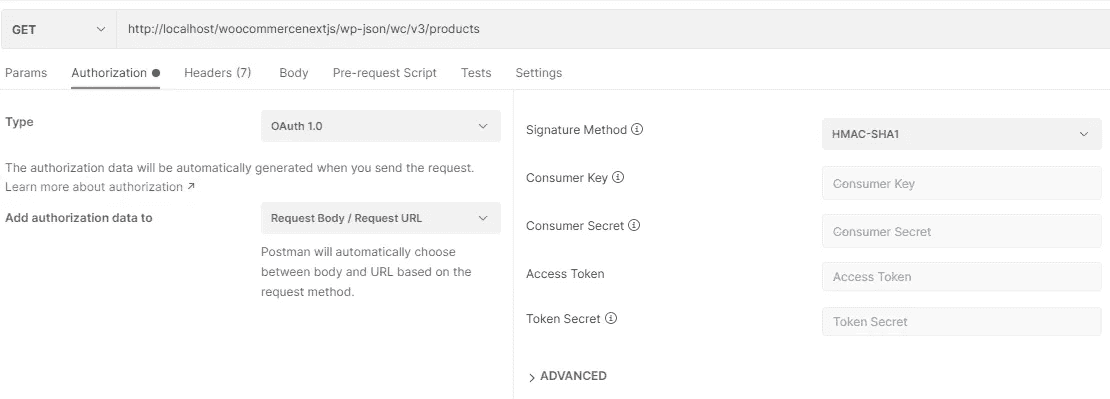 GET http://localhost/woocommercenextjs/wp-json/wc/v3/products
Params Authorization Headers (7) Body Pre-request Script Tests Settings
Type OAuth 1.0
The authorization data will be automatically generated when you send the request.
Learn more about authorization ↗
Add authorization data to Request Body / Request URL
Postman will automatically choose
between body and URL based on the
request method.
Signature Method HMAC-SHA1
Consumer Key Consumer Key
Consumer Secret Consumer Secret
Access Token Access Token
Token Secret Token Secret
ADVANCED